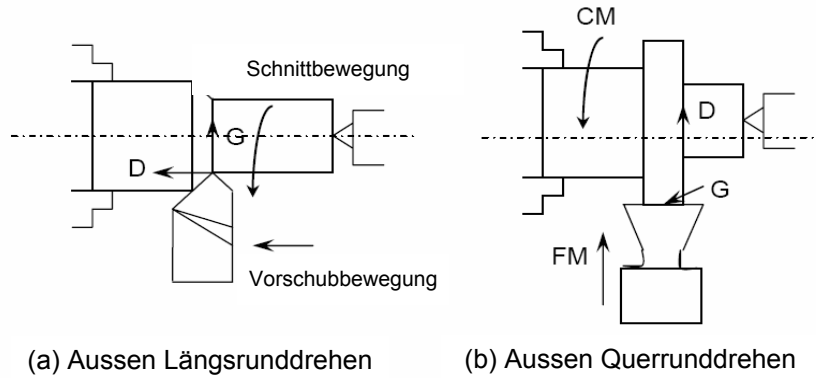 Schnittbewegung
G
D
Vorschubbewegung
(a) Aussen Längsrunddrehen
CM
D
G
FM
(b) Aussen Querrunddrehen